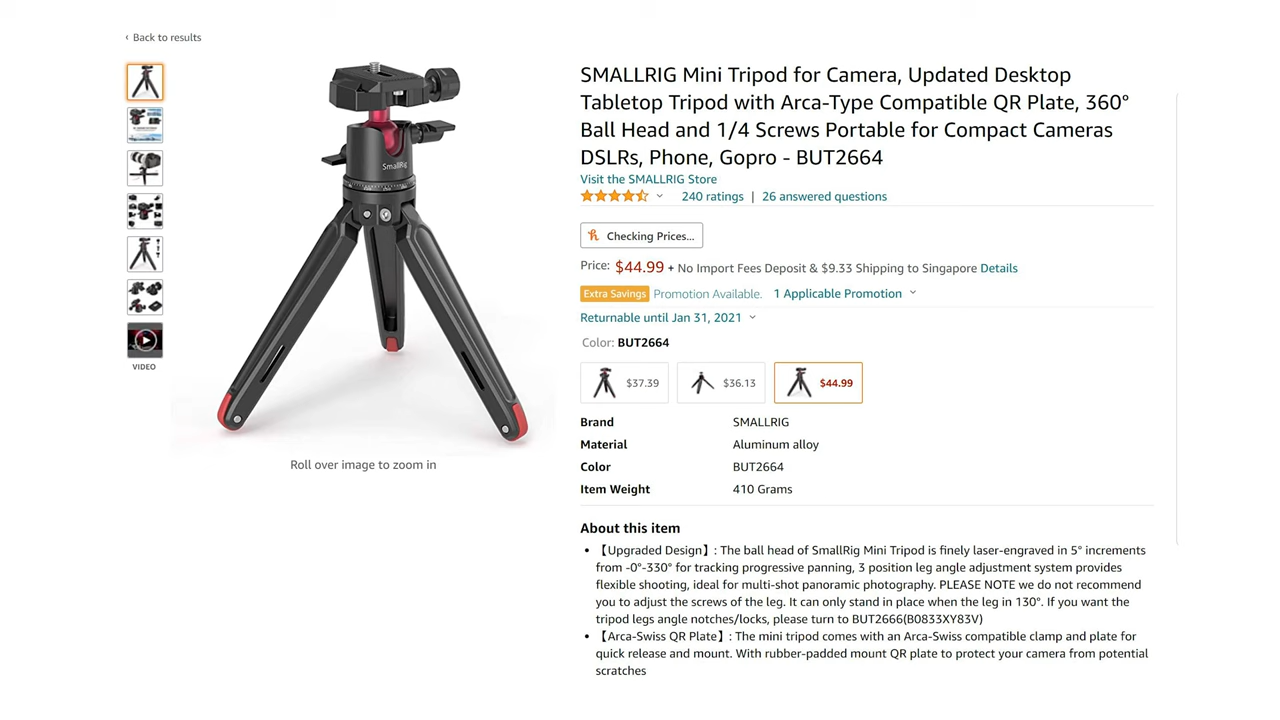 ‹ Back to results
SMALLRIG Mini Tripod for Camera, Updated Desktop
Tabletop Tripod with Arca-Type Compatible QR Plate, 360°
Ball Head and 1/4 Screws Portable for Compact Cameras
DSLRs, Phone, Gopro - BUT2664
Visit the SMALLRIG Store
240 ratings | 26 answered questions
Checking Prices...
Price: $44.99 + No Import Fees Deposit & $9.33 Shipping to Singapore Details
Extra Savings Promotion Available. 1 Applicable Promotion
Returnable until Jan 31, 2021
Color: BUT2664
$37.39 $36.13 $44.99
Brand SMALLRIG
Material Aluminum alloy
Color BUT2664
Item Weight 410 Grams
About this item
• 【Upgraded Design】: The ball head of SmallRig Mini Tripod is finely laser-engraved in 5° increments
from -0°-330° for tracking progressive panning, 3 position leg angle adjustment system provides
flexible shooting, ideal for multi-shot panoramic photography. PLEASE NOTE we do not recommend
you to adjust the screws of the leg. It can only stand in place when the leg in 130°. If you want the
tripod legs angle notches/locks, please turn to BUT2666(B0833XY83V)
• 【Arca-Swiss QR Plate】: The mini tripod comes with an Arca-Swiss compatible clamp and plate for
quick release and mount. With rubber-padded mount QR plate to protect your camera from potential
scratches
SmallRig
VIDEO
Roll over image to zoom in